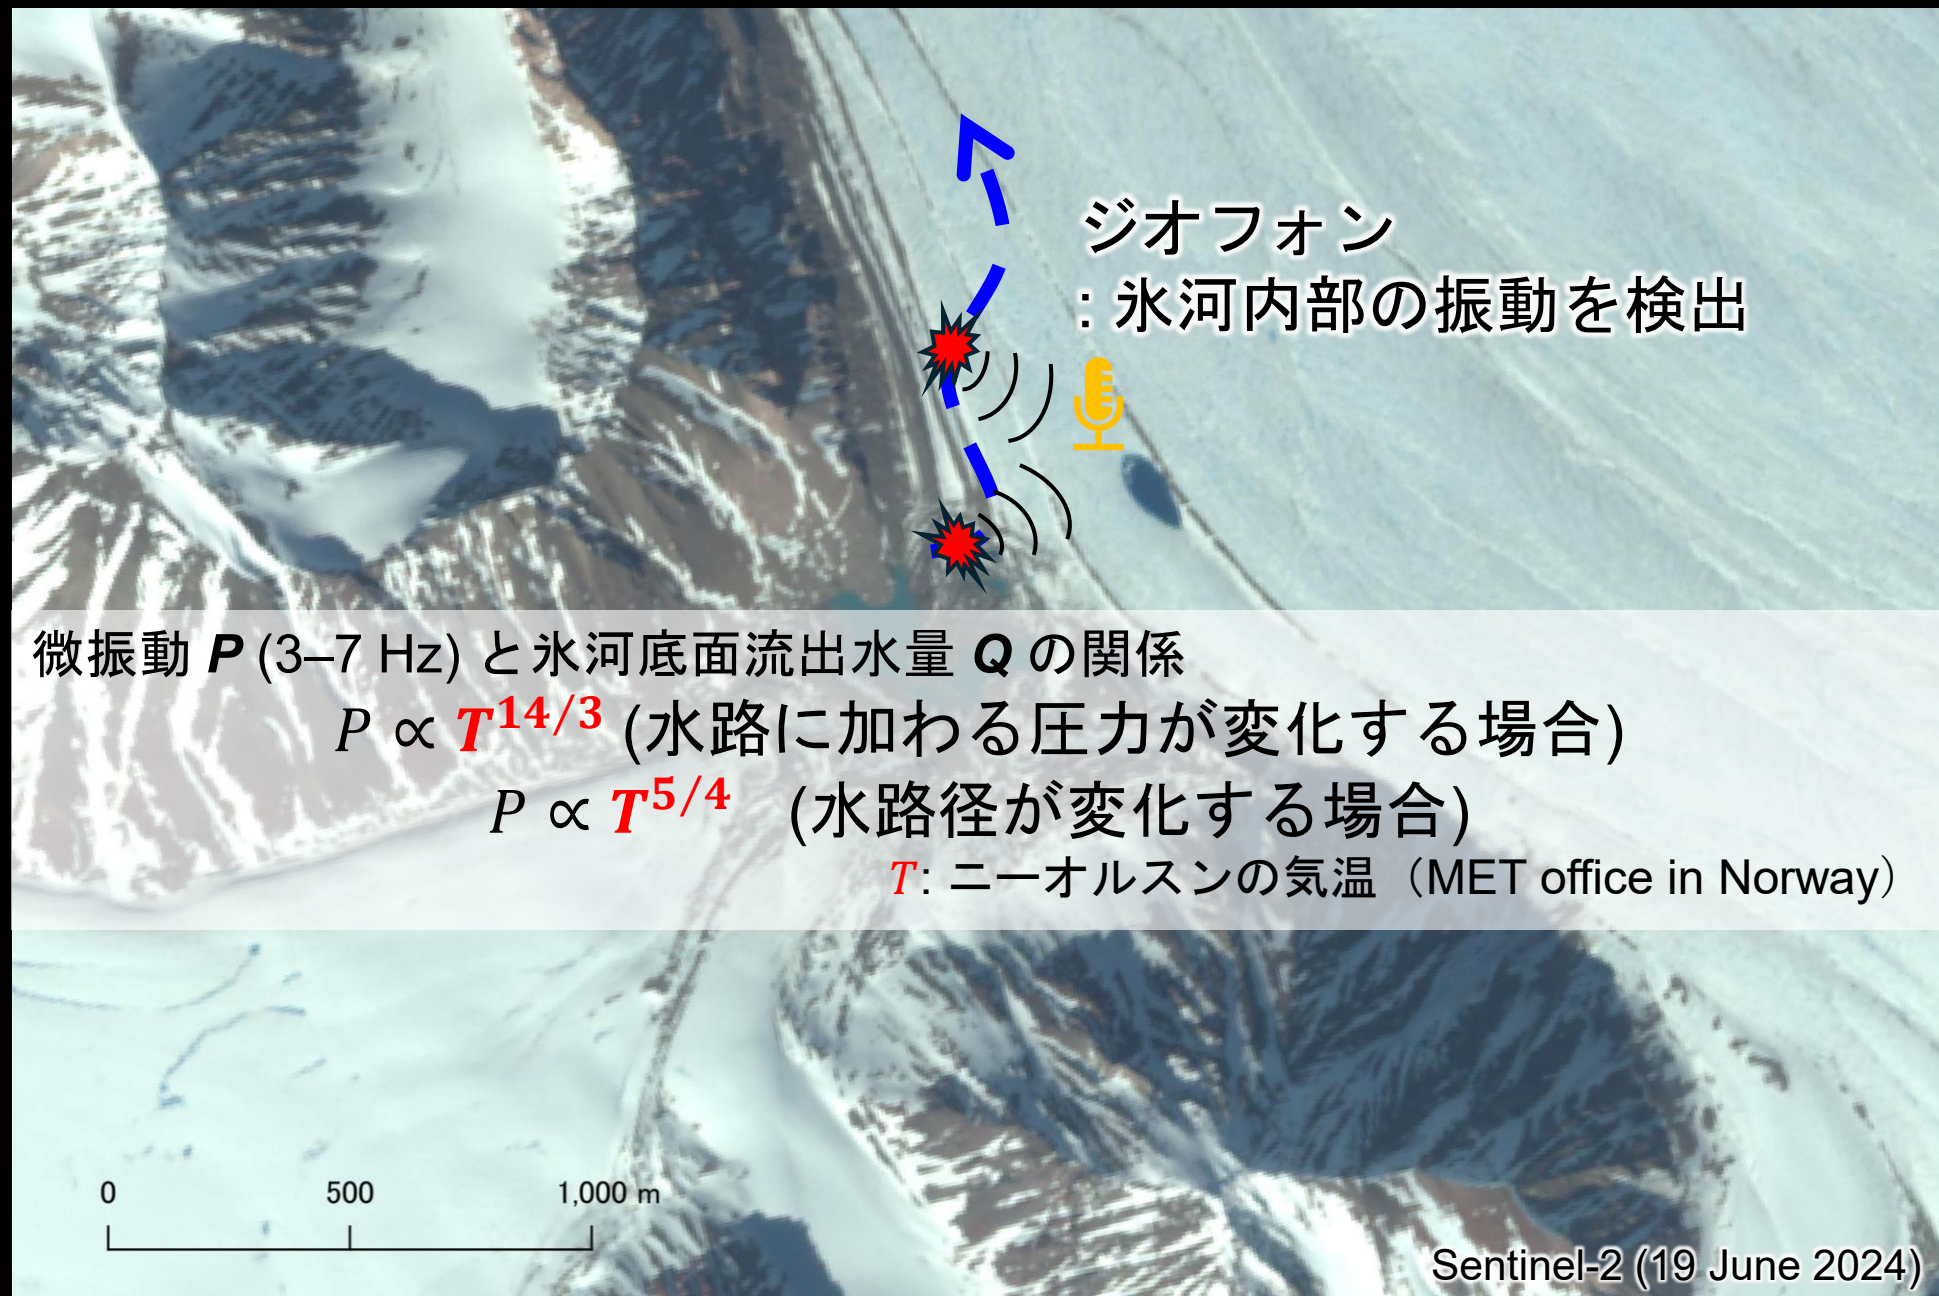 ジオフォン
: 氷河内部の振動を検出
微振動 P (3–7 Hz) と氷河底面流出水量 Q の関係
P ∝ T^{14/3} (水路に加わる圧力が変化する場合)
P ∝ T^{5/4} (水路径が変化する場合)
T: ニーオルスンの気温（MET office in Norway）
0 500 1,000 m
Sentinel-2 (19 June 2024)